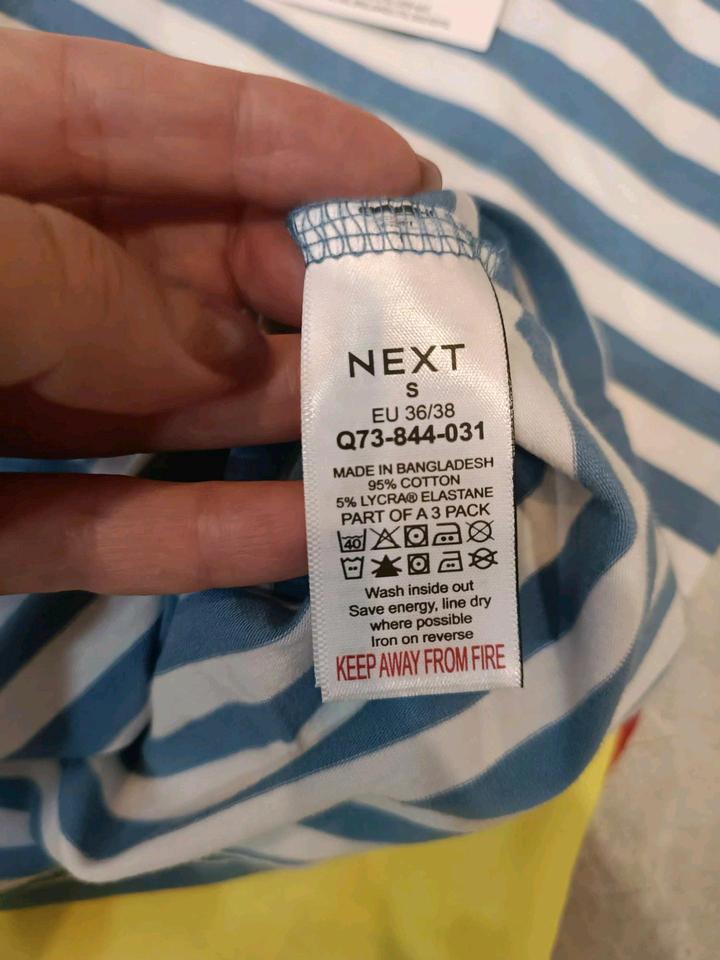 NEXT
S
EU 36/38
Q73-844-031
MADE IN BANGLADESH
95% COTTON
5% LYCRA® ELASTANE
PART OF A 3 PACK
40
Wash inside out
Save energy, line dry
where possible
Iron on reverse
KEEP AWAY FROM FIRE